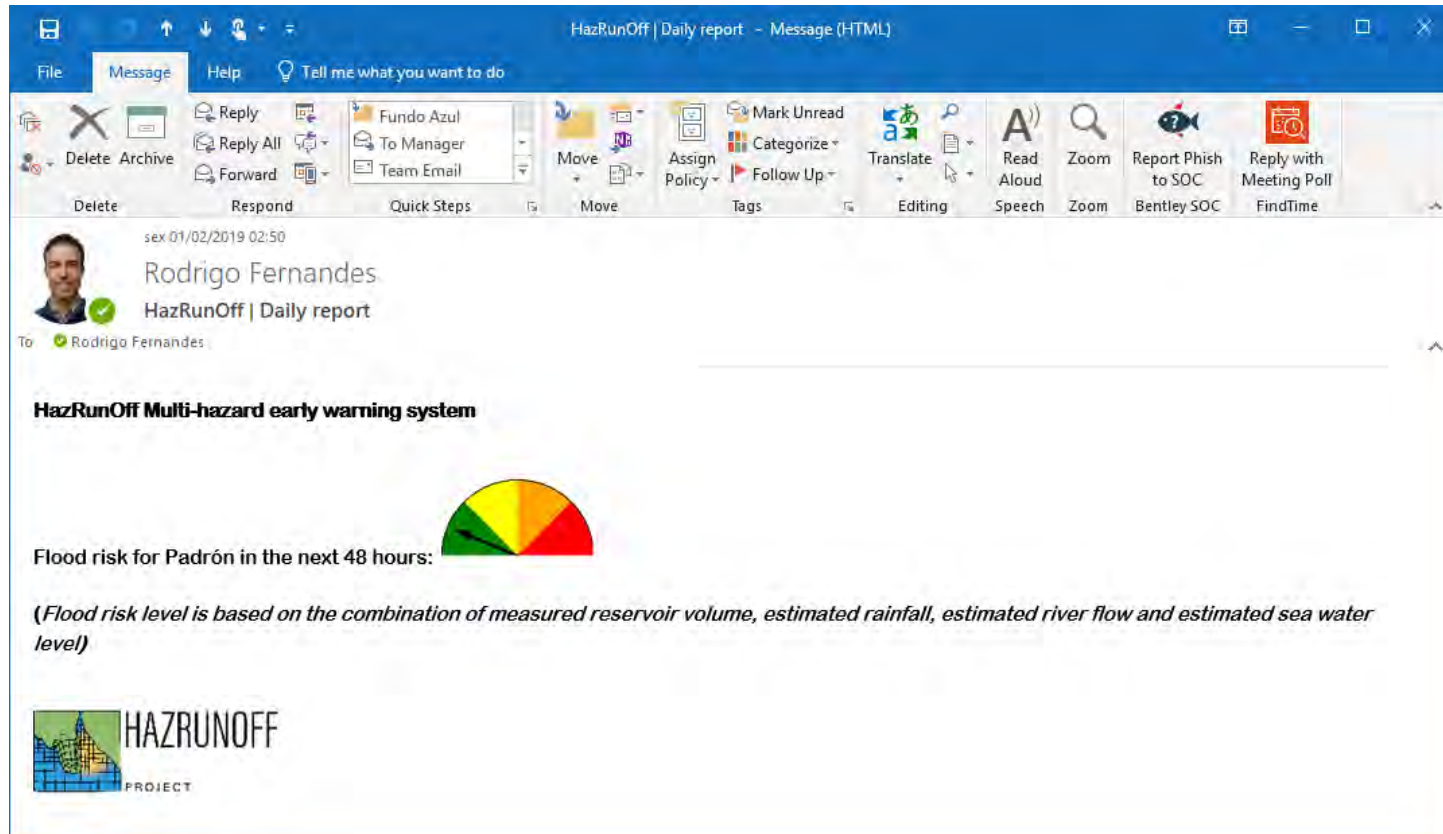 HazRunOff | Daily report - Message (HTML)
File Message Help Tell me what you want to do
Delete Archive
Reply
Reply All
Forward
Fundo Azul
To Manager
Team Email
Move
Assign Policy
Mark Unread
Categorize
Follow Up
Translate
Read Aloud
Zoom
Report Phish to SOC
Reply with Meeting Poll
Delete Respond Quick Steps Move Tags Editing Speech Zoom Bentley SOC FindTime
sex 01/02/2019 02:50
Rodrigo Fernandes
HazRunOff | Daily report
To Rodrigo Fernandes
HazRunOff Multi-hazard early warning system
Flood risk for Padrón in the next 48 hours:
(Flood risk level is based on the combination of measured reservoir volume, estimated rainfall, estimated river flow and estimated sea water
level)
HAZRUNOFF
PROJECT